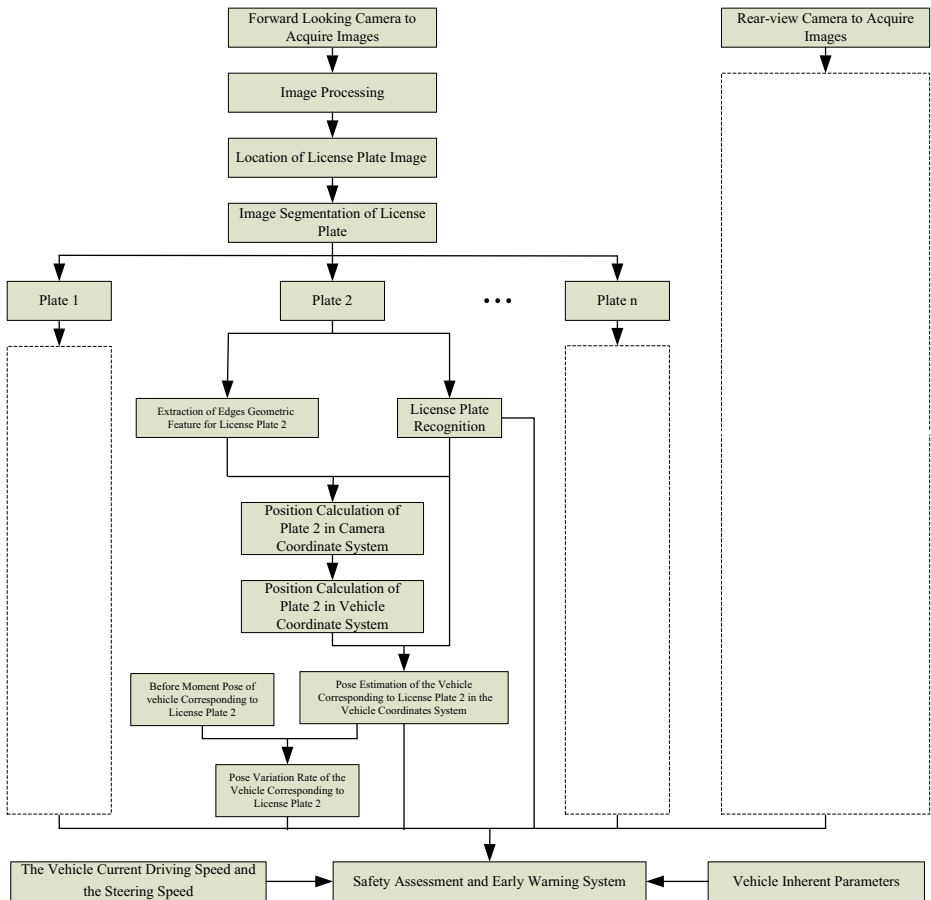 Forward Looking Camera to
Acquire Images
Rear-view Camera to Acquire
Images
Image Processing
Location of License Plate Image
Image Segmentation of License
Plate
Plate 1
Plate 2
•••
Plate n
Extraction of Edges Geometric
Feature for License Plate 2
License Plate
Recognition
Position Calculation of
Plate 2 in Camera
Coordinate System
Position Calculation of
Plate 2 in Vehicle
Coordinate System
Before Moment Pose of
vehicle Corresponding to
License Plate 2
Pose Estimation of the Vehicle
Corresponding to License Plate 2 in the
Vehicle Coordinates System
Pose Variation Rate of the
Vehicle Corresponding to
License Plate 2
The Vehicle Current Driving Speed and
the Steering Speed
Safety Assessment and Early Warning System
Vehicle Inherent Parameters